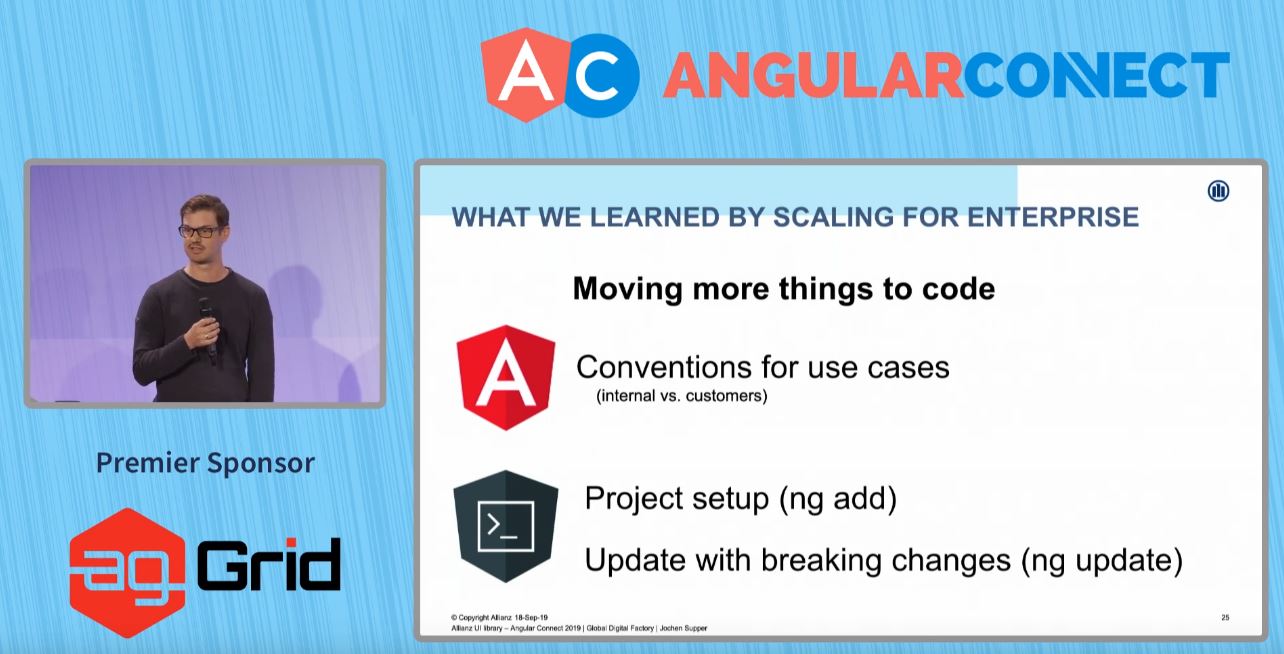 AC ANGULARCONNECT
WHAT WE LEARNED BY SCALING FOR ENTERPRISE
Moving more things to code
A
Conventions for use cases
(internal vs. customers)
>_
Project setup (ng add)
Update with breaking changes (ng update)
© Copyright Allianz 18-Sep-19
Allianz UI library – Angular Connect 2019 | Global Digital Factory | Jochen Supper
25
Premier Sponsor
ag Grid